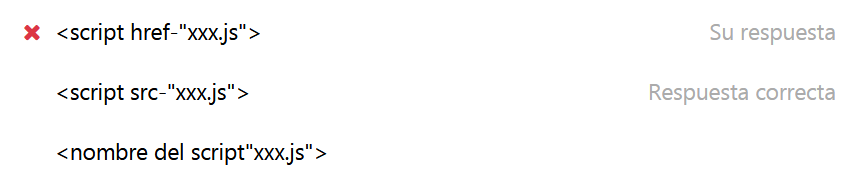 ✖ <script href-"xxx.js"> Su respuesta
<script src-"xxx.js"> Respuesta correcta
<nombre del script"xxx.js">